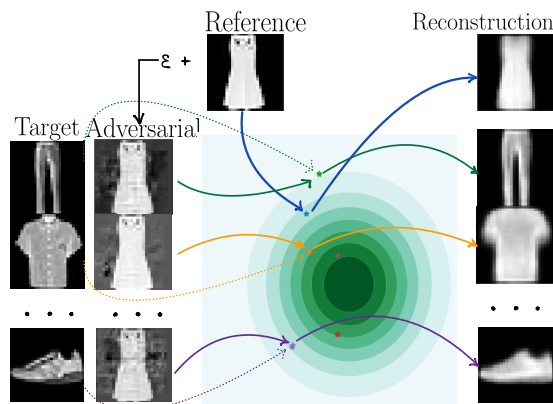 Reference
Reconstruction
ε +
Target
Adversarial
. . .
. . .
. . .